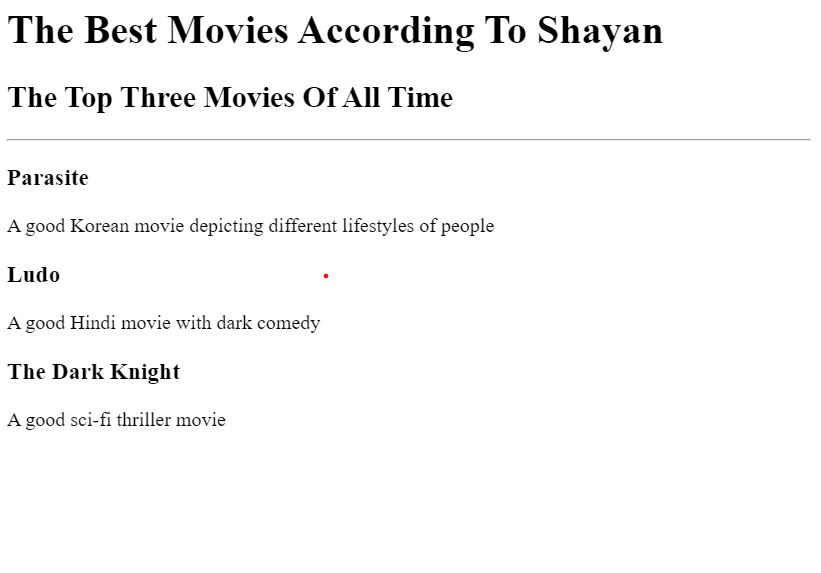 The Best Movies According To Shayan
The Top Three Movies Of All Time
Parasite
A good Korean movie depicting different lifestyles of people
Ludo
A good Hindi movie with dark comedy
The Dark Knight
A good sci-fi thriller movie